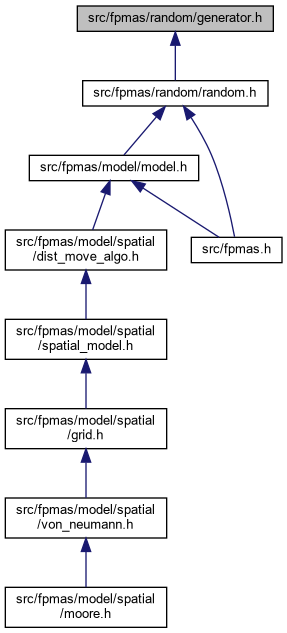 src/fpmas/random/generator.h
src/fpmas/random/random.h
src/fpmas/model/model.h
src/fpmas/model/spatial
/dist_move_algo.h
src/fpmas.h
src/fpmas/model/spatial
/spatial_model.h
src/fpmas/model/spatial
/grid.h
src/fpmas/model/spatial
/von_neumann.h
src/fpmas/model/spatial
/moore.h